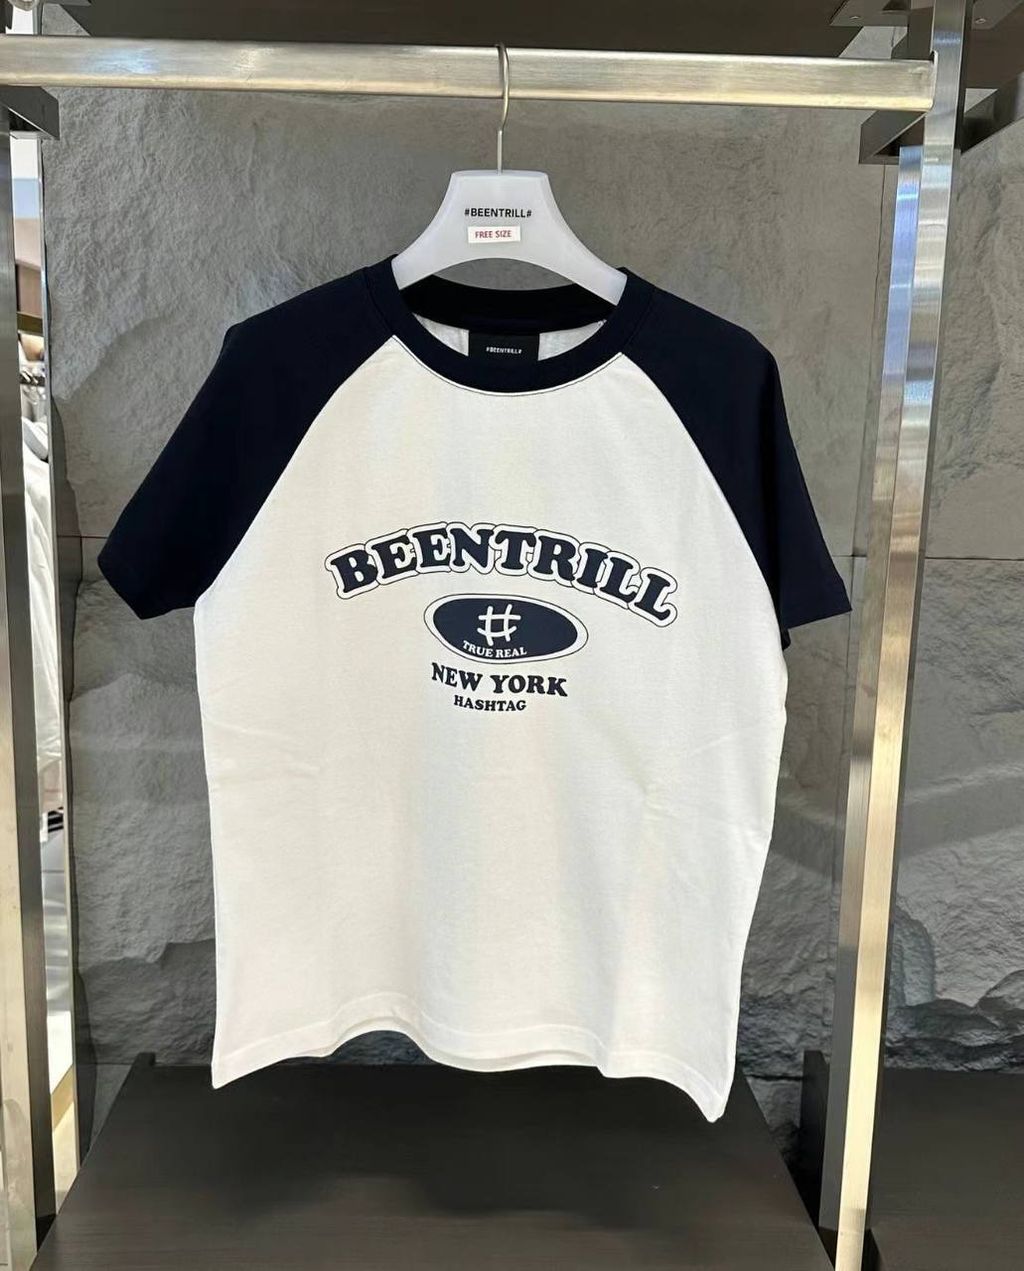 #BEENTRILL#
FREE SIZE
#BEENTRILL#
BEENTRILL
#
TRUE REAL
NEW YORK
HASHTAG